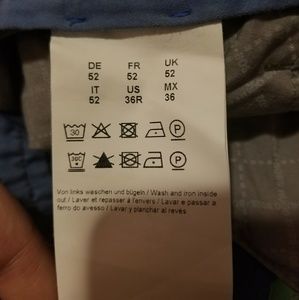 DE FR UK
52 52 52
IT US MX
52 36R 36
30 P
30C P
Von links waschen und bügeln / Wash and iron inside
out / Laver et repasser à l'envers / Lavare e passare a
ferro do avesso / Lavar y planchar al revés